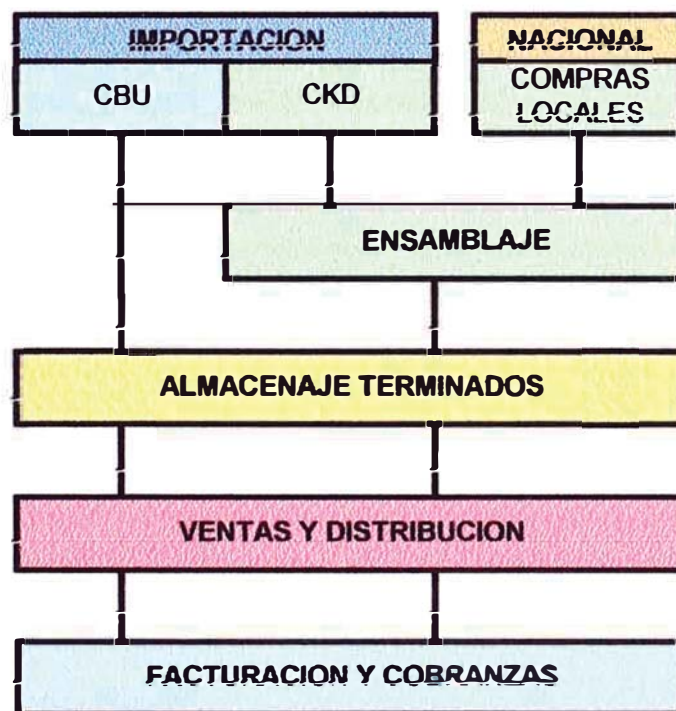 IMPORTACION
NACIONAL
CBU
CKD
COMPRAS
LOCALES
ENSAMBLAJE
ALMACENAJE TERMINADOS
VENTAS Y DISTRIBUCION
FACTURACION Y COBRANZAS